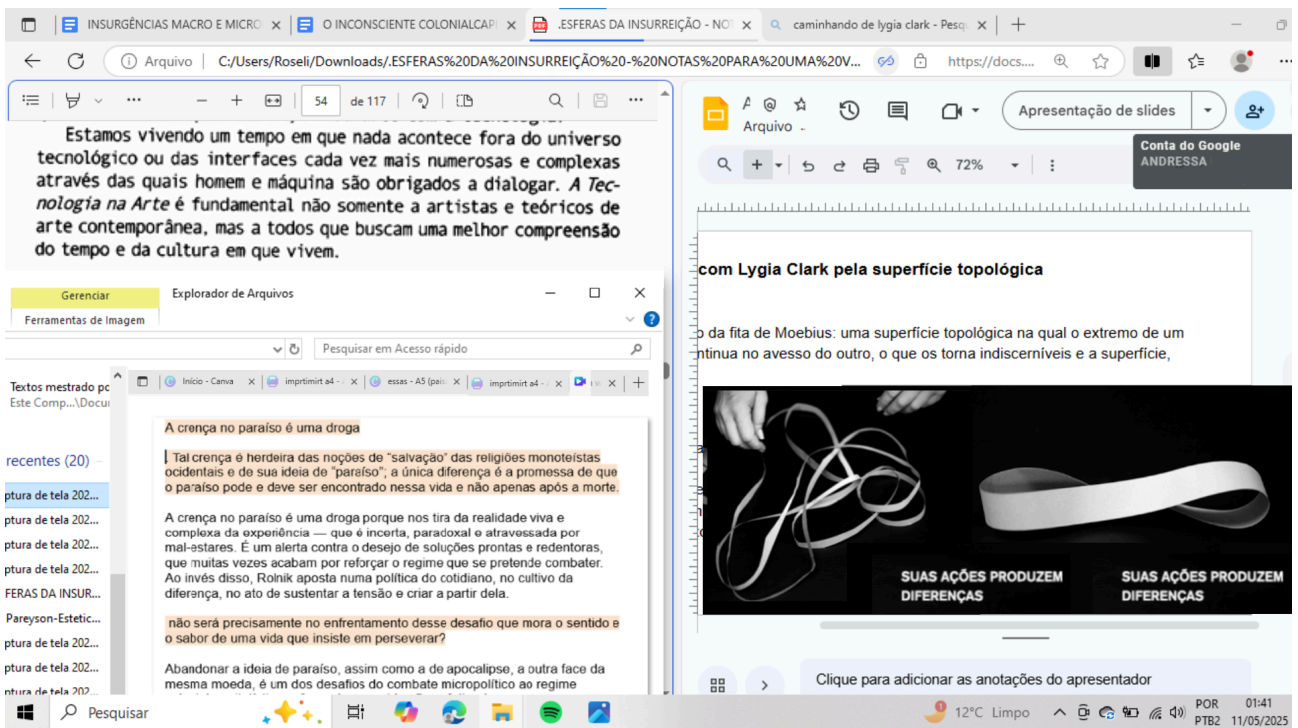 INSURGÊNCIAS MACRO E MICRO
O INCONSCIENTE COLONIALCAPI
.ESFERAS DA INSURREIÇÃO - NOT
caminhando de lygia clark - Pesq
Arquivo
C:/Users/Roseli/Downloads/.ESFERAS%20DA%20INSURREIÇÃO%20-%20NOTAS%20PARA%20UMA%20V...
https://docs....
54 de 117
Estamos vivendo um tempo em que nada acontece fora do universo
tecnológico ou das interfaces cada vez mais numerosas e complexas
através das quais homem e máquina são obrigados a dialogar. A Tec-
nologia na Arte é fundamental não somente a artistas e teóricos de
arte contemporânea, mas a todos que buscam uma melhor compreensão
do tempo e da cultura em que vivem.
Gerenciar
Explorador de Arquivos
Ferramentas de Imagem
Pesquisar em Acesso rápido
Textos mestrado pc
Este Comp...\Docu
recentes (20)
ptura de tela 202...
ptura de tela 202...
ptura de tela 202...
ptura de tela 202...
FERAS DA INSUR...
Pareyson-Estetic...
ptura de tela 202...
ptura de tela 202...
ptura de tela 202...
Início - Canva
imprtimirt a4 -
essas - A5 (pais
imprtimirt a4 -
A crença no paraíso é uma droga
Tal crença é herdeira das noções de "salvação" das religiões monoteístas
ocidentais e de sua ideia de "paraíso"; a única diferença é a promessa de que
o paraíso pode e deve ser encontrado nessa vida e não apenas após a morte.
A crença no paraíso é uma droga porque nos tira da realidade viva e
complexa da experiência — que é incerta, paradoxal e atravessada por
mal-estares. É um alerta contra o desejo de soluções prontas e redentoras,
que muitas vezes acabam por reforçar o regime que se pretende combater.
Ao invés disso, Rolnik aposta numa política do cotidiano, no cultivo da
diferença, no ato de sustentar a tensão e criar a partir dela.
não será precisamente no enfrentamento desse desafio que mora o sentido e
o sabor de uma vida que insiste em perseverar?
Abandonar a ideia de paraíso, assim como a de apocalipse, a outra face da
mesma moeda, é um dos desafios do combate micropolítico ao regime
Arquivo
Apresentação de slides
Conta do Google
ANDRESSA
72%
com Lygia Clark pela superfície topológica
o da fita de Moebius: uma superfície topológica na qual o extremo de um
ntinua no avesso do outro, o que os torna indiscerníveis e a superfície,
SUAS AÇÕES PRODUZEM
DIFERENÇAS
SUAS AÇÕES PRODUZEM
DIFERENÇAS
Clique para adicionar as anotações do apresentador
Pesquisar
12°C Limpo
POR
PTB2
01:41
11/05/2025